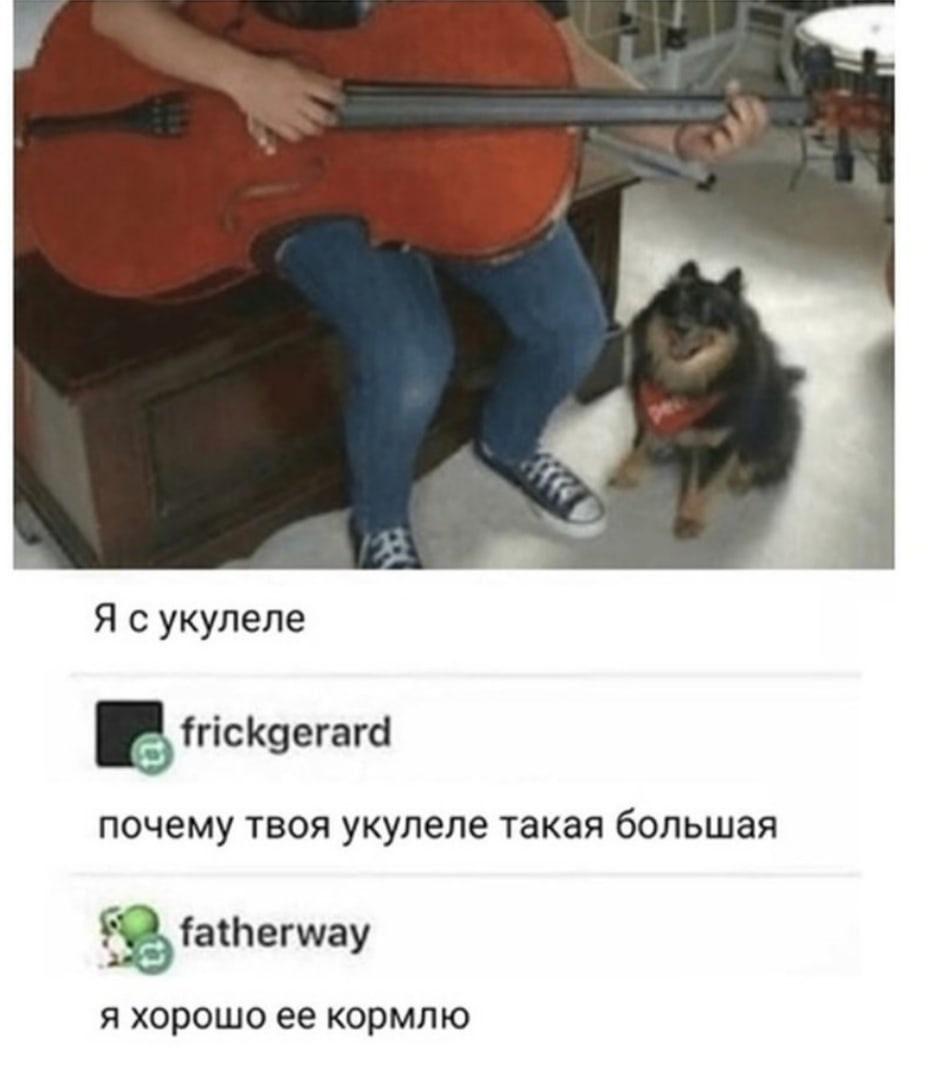 Я с укулеле
frickgerard
почему твоя укулеле такая большая
fatherway
я хорошо ее кормлю